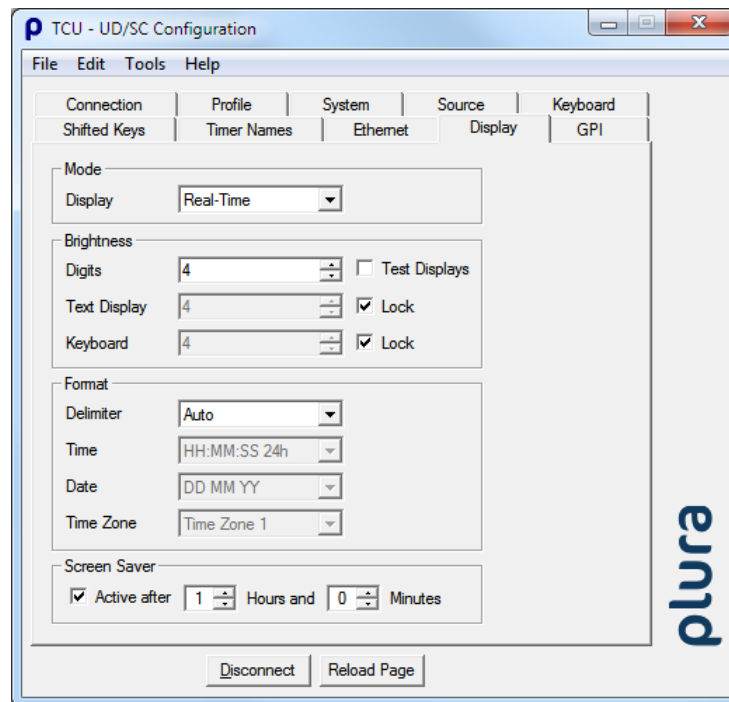 TCU - UD/SC Configuration
File Edit Tools Help
Connection Profile System Source Keyboard
Shifted Keys Timer Names Ethernet Display GPI
Mode
Display Real-Time
Brightness
Digits 4 Test Displays
Text Display 4 Lock
Keyboard 4 Lock
Format
Delimiter Auto
Time HH:MM:SS 24h
Date DD MM YY
Time Zone Time Zone 1
Screen Saver
Active after 1 Hours and 0 Minutes
Disconnect Reload Page
plura